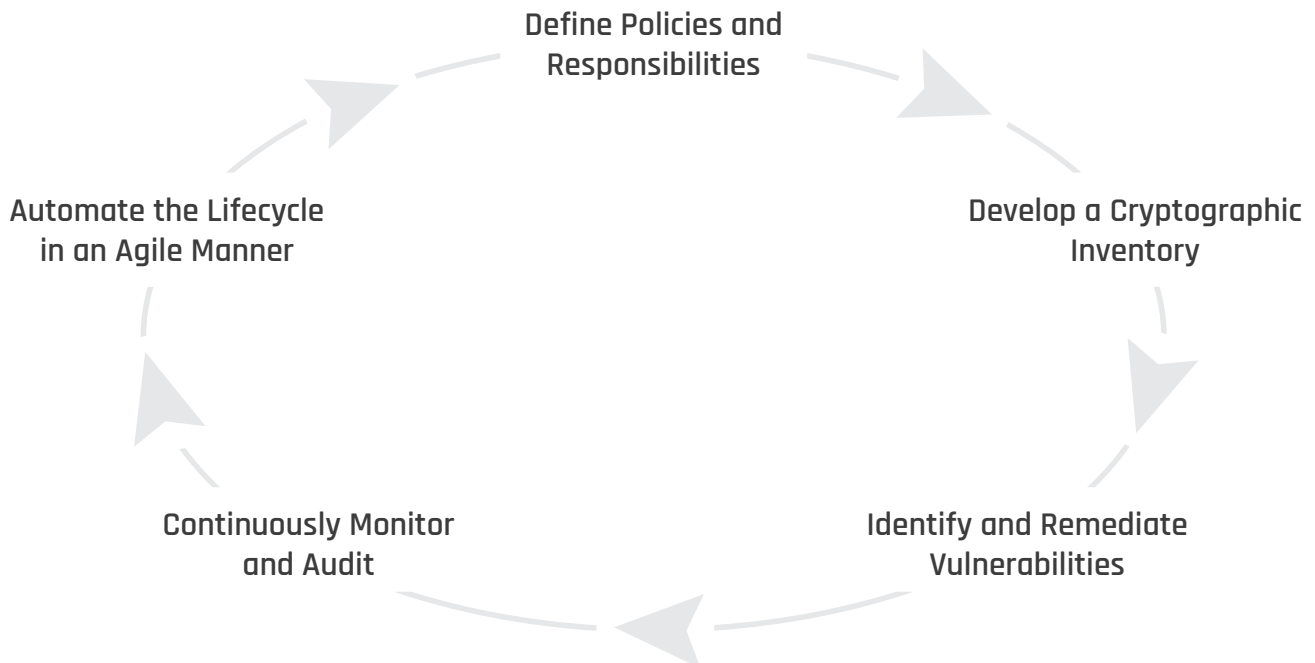 Define Policies and
Responsibilities
Develop a Cryptographic
Inventory
Identify and Remediate
Vulnerabilities
Continuously Monitor
and Audit
Automate the Lifecycle
in an Agile Manner